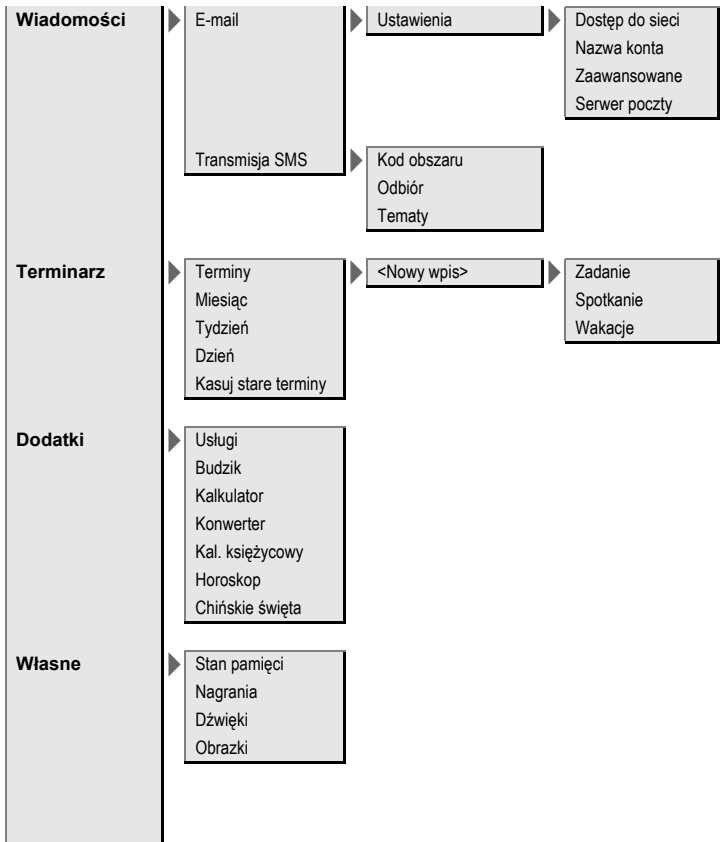 Wiadomości
E-mail
Ustawienia
Dostęp do sieci
Nazwa konta
Zaawansowane
Serwer poczty
Transmisja SMS
Kod obszaru
Odbiór
Tematy
Terminarz
Terminy
Miesiąc
Tydzień
Dzień
Kasuj stare terminy
<Nowy wpis>
Zadanie
Spotkanie
Wakacje
Dodatki
Usługi
Budzik
Kalkulator
Konwerter
Kal. księżycowy
Horoskop
Chińskie święta
Własne
Stan pamięci
Nagrania
Dźwięki
Obrazki